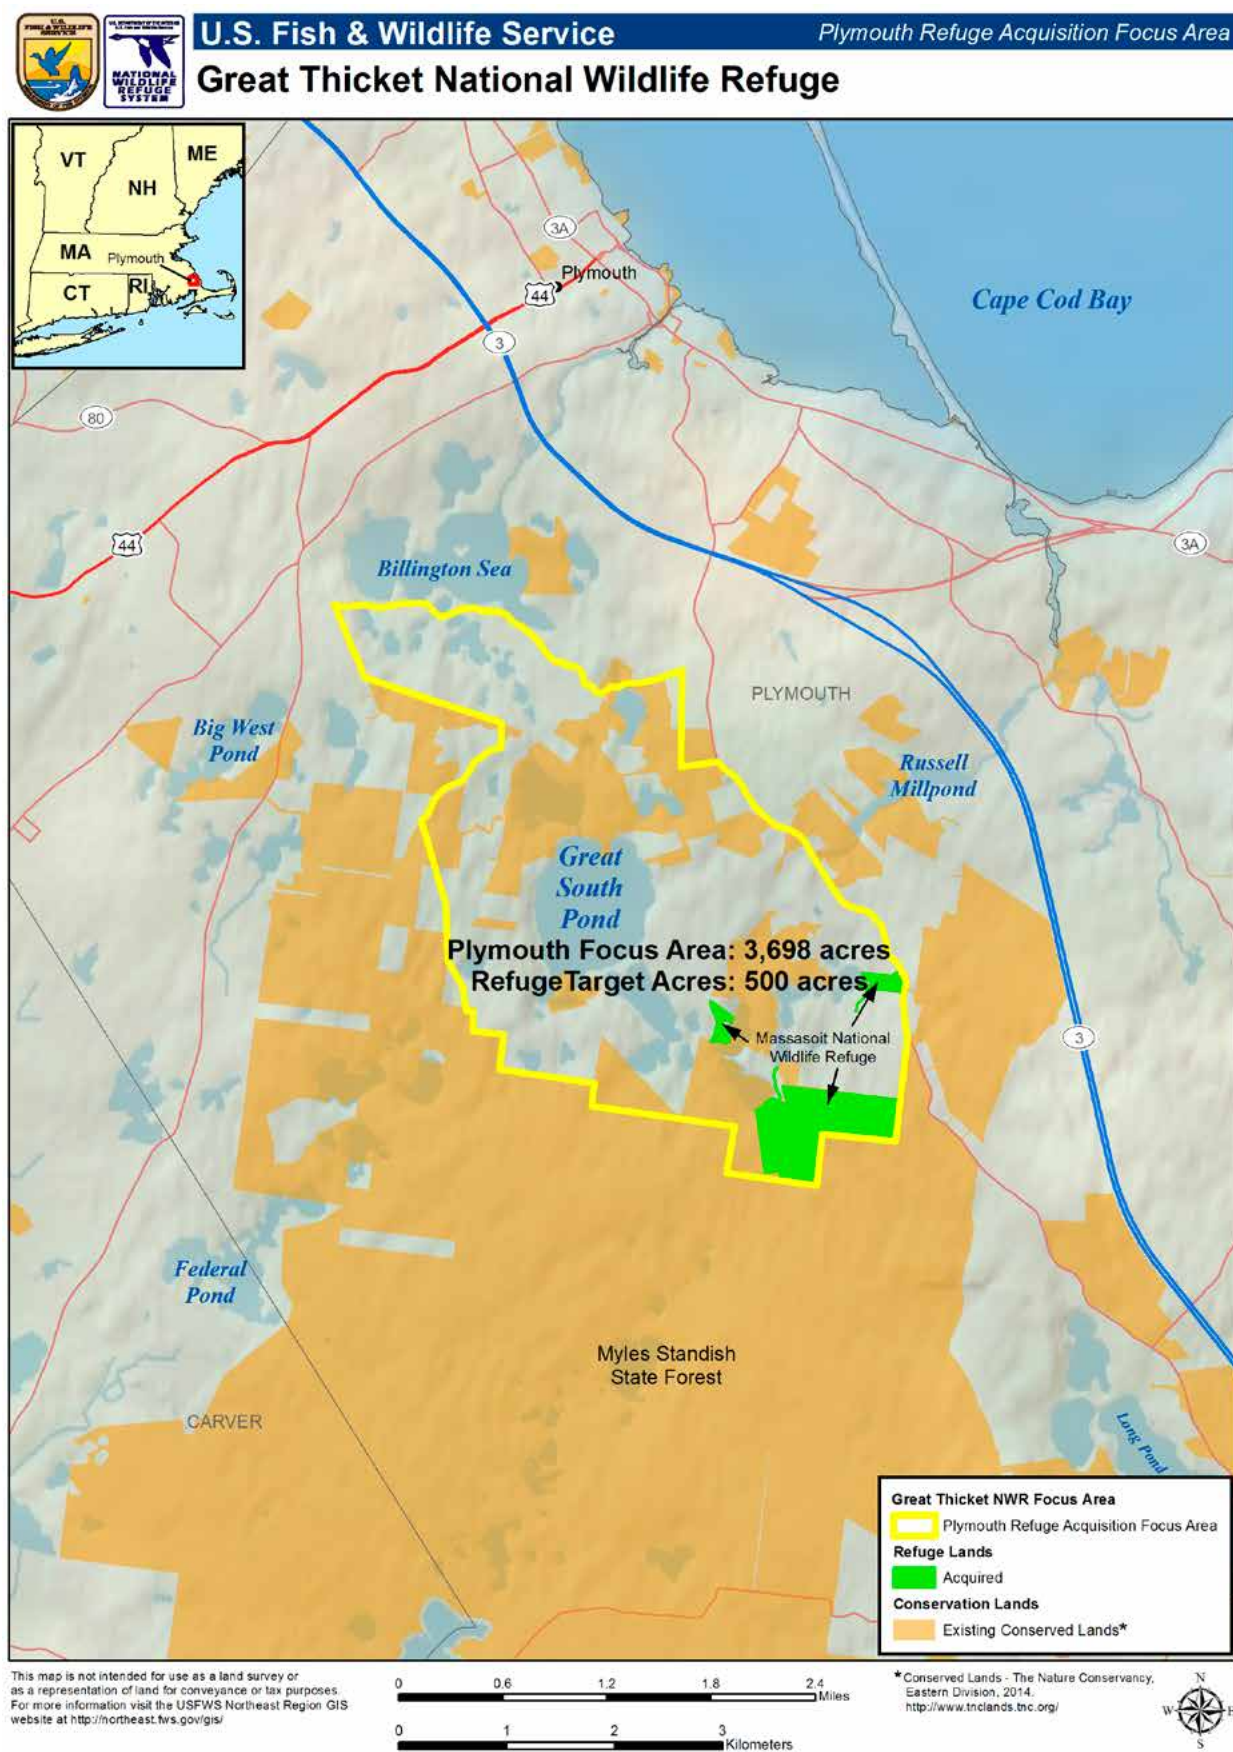 U.S.
FISH & WILDLIFE
SERVICE
NATIONAL
WILDLIFE
REFUGE
SYSTEM
U.S. Fish & Wildlife Service
Plymouth Refuge Acquisition Focus Area
Great Thicket National Wildlife Refuge
VT
ME
NH
MA
Plymouth
CT
RI
3A
Plymouth
44
Cape Cod Bay
3
80
44
3A
Billington Sea
PLYMOUTH
Big West
Pond
Russell
Millpond
Great
South
Pond
Plymouth Focus Area: 3,698 acres
RefugeTarget Acres: 500 acres
Massasoit National
Wildlife Refuge
3
Federal
Pond
Myles Standish
State Forest
CARVER
Long Pond
Great Thicket NWR Focus Area
Plymouth Refuge Acquisition Focus Area
Refuge Lands
Acquired
Conservation Lands
Existing Conserved Lands*
This map is not intended for use as a land survey or
as a representation of land for conveyance or tax purposes.
For more information visit the USFWS Northeast Region GIS
website at http://northeast.fws.gov/gis/
0 0.6 1.2 1.8 2.4
Miles
0 1 2 3
Kilometers
* Conserved Lands - The Nature Conservancy,
Eastern Division, 2014.
http://www.tnclands.tnc.org/
N
W E
S